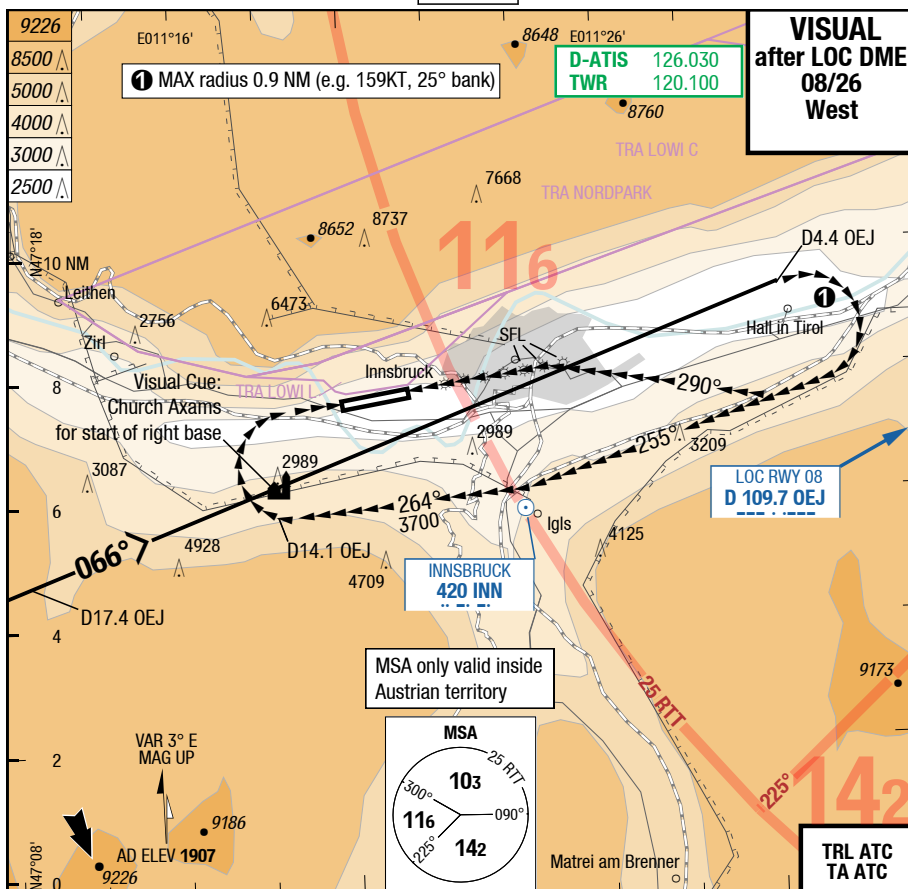 9226
8500
5000
4000
3000
2500
E011°16'
8648
E011°26'
VISUAL
after LOC DME
08/26
West
D-ATIS 126.030
TWR 120.100
❶ MAX radius 0.9 NM (e.g. 159KT, 25° bank)
8760
TRA LOWI C
TRA NORDPARK
7668
8737
8652
116
D4.4 OEJ
N47°18'
10 NM
Leithen
6473
❶
Hall in Tirol
2756
Zirl
SFL
Innsbruck
8
TRA LOWI L
290°
Visual Cue:
Church Axams
for start of right base
255°
3209
2989
2989
3087
LOC RWY 08
D 109.7 OEJ
264°
3700
6
Igls
066°
4928
D14.1 OEJ
4709
4125
INNSBRUCK
420 INN
D17.4 OEJ
4
MSA only valid inside
Austrian territory
9173
25 RTT
VAR 3° E
MAG UP
2
MSA
25 RTT
300°
103
090°
116
225°
142
225°
142
9186
AD ELEV 1907
9226
N47°08'
0
Matrei am Brenner
TRL ATC
TA ATC